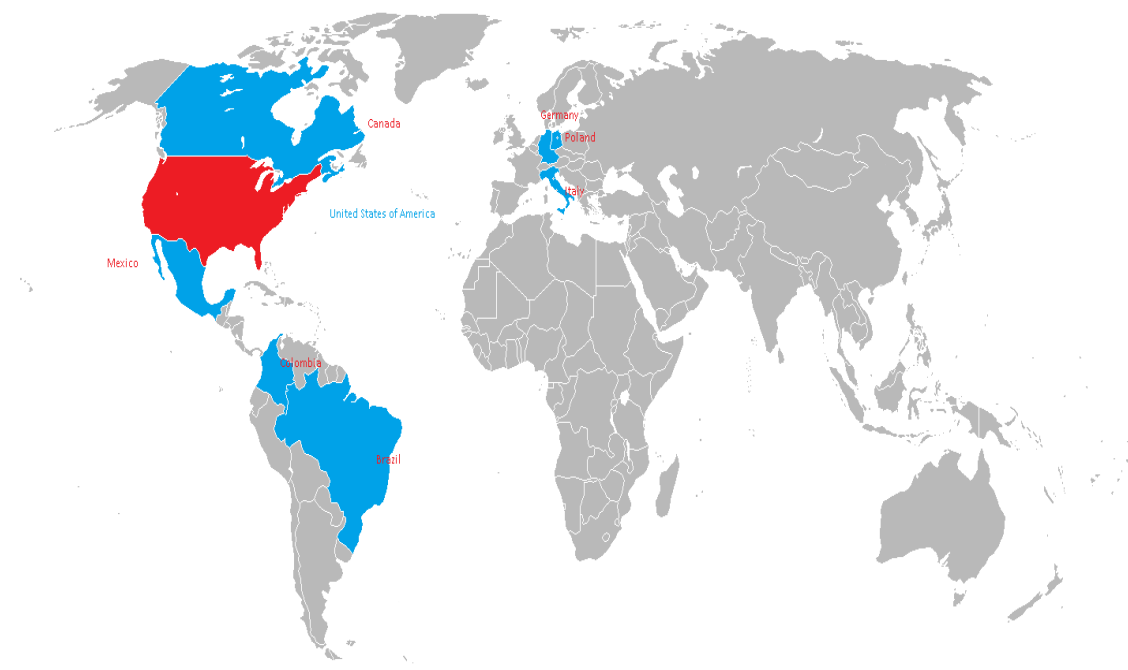 Germany
Canada
Poland
Italy
United States of America
Mexico
Colombia
Brazil